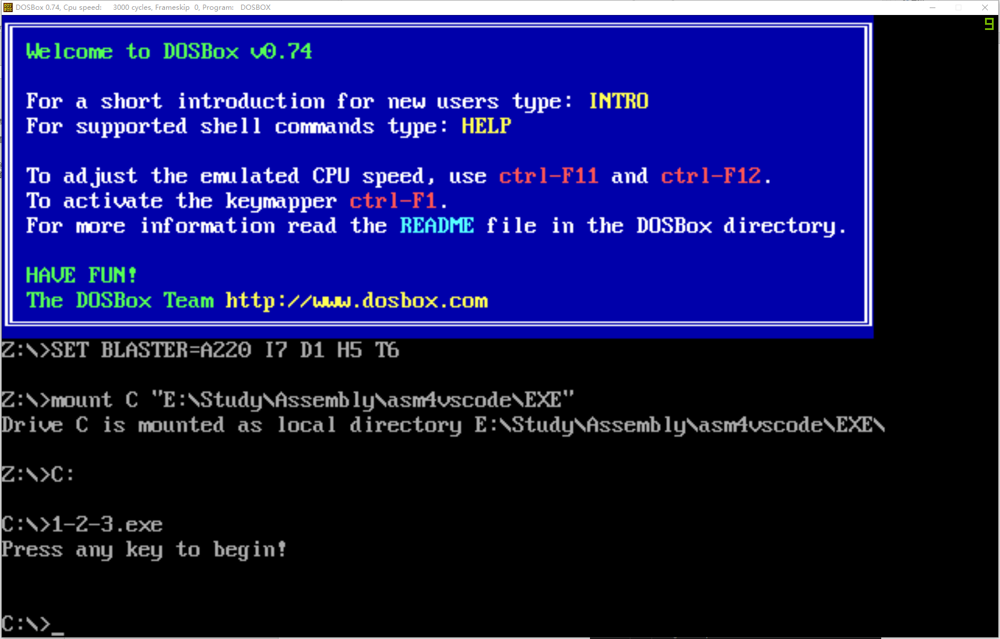 DOSBox 0.74, Cpu speed: 3000 cycles, Frameskip 0, Program: DOSBOX
9
Welcome to DOSBox v0.74
For a short introduction for new users type: INTRO
For supported shell commands type: HELP
To adjust the emulated CPU speed, use ctrl-F11 and ctrl-F12.
To activate the keymapper ctrl-F1.
For more information read the README file in the DOSBox directory.
HAVE FUN!
The DOSBox Team http://www.dosbox.com
Z:\>SET BLASTER=A220 I7 D1 H5 T6
Z:\>mount C "E:\Study\Assembly\asm4vscode\EXE"
Drive C is mounted as local directory E:\Study\Assembly\asm4vscode\EXE\
Z:\>C:
C:\>1-2-3.exe
Press any key to begin!
C:\>_